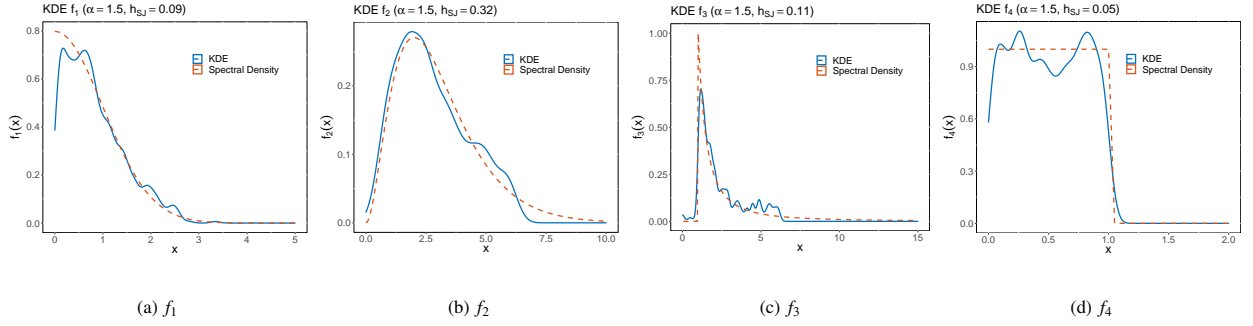 KDE f₁ (α = 1.5, h_SJ = 0.09)
0.8
0.6
0.4
0.2
0.0
f₁(x)
KDE
Spectral Density
0
1
2
3
4
5
x
(a) f₁
KDE f₂ (α = 1.5, h_SJ = 0.32)
0.2
0.1
0.0
f₂(x)
KDE
Spectral Density
0.0
2.5
5.0
7.5
10.0
x
(b) f₂
KDE f₃ (α = 1.5, h_SJ = 0.11)
1.00
0.75
0.50
0.25
0.00
f₃(x)
KDE
Spectral Density
0
5
10
15
x
(c) f₃
KDE f₄ (α = 1.5, h_SJ = 0.05)
0.9
0.6
0.3
0.0
f₄(x)
KDE
Spectral Density
0.0
0.5
1.0
1.5
2.0
x
(d) f₄